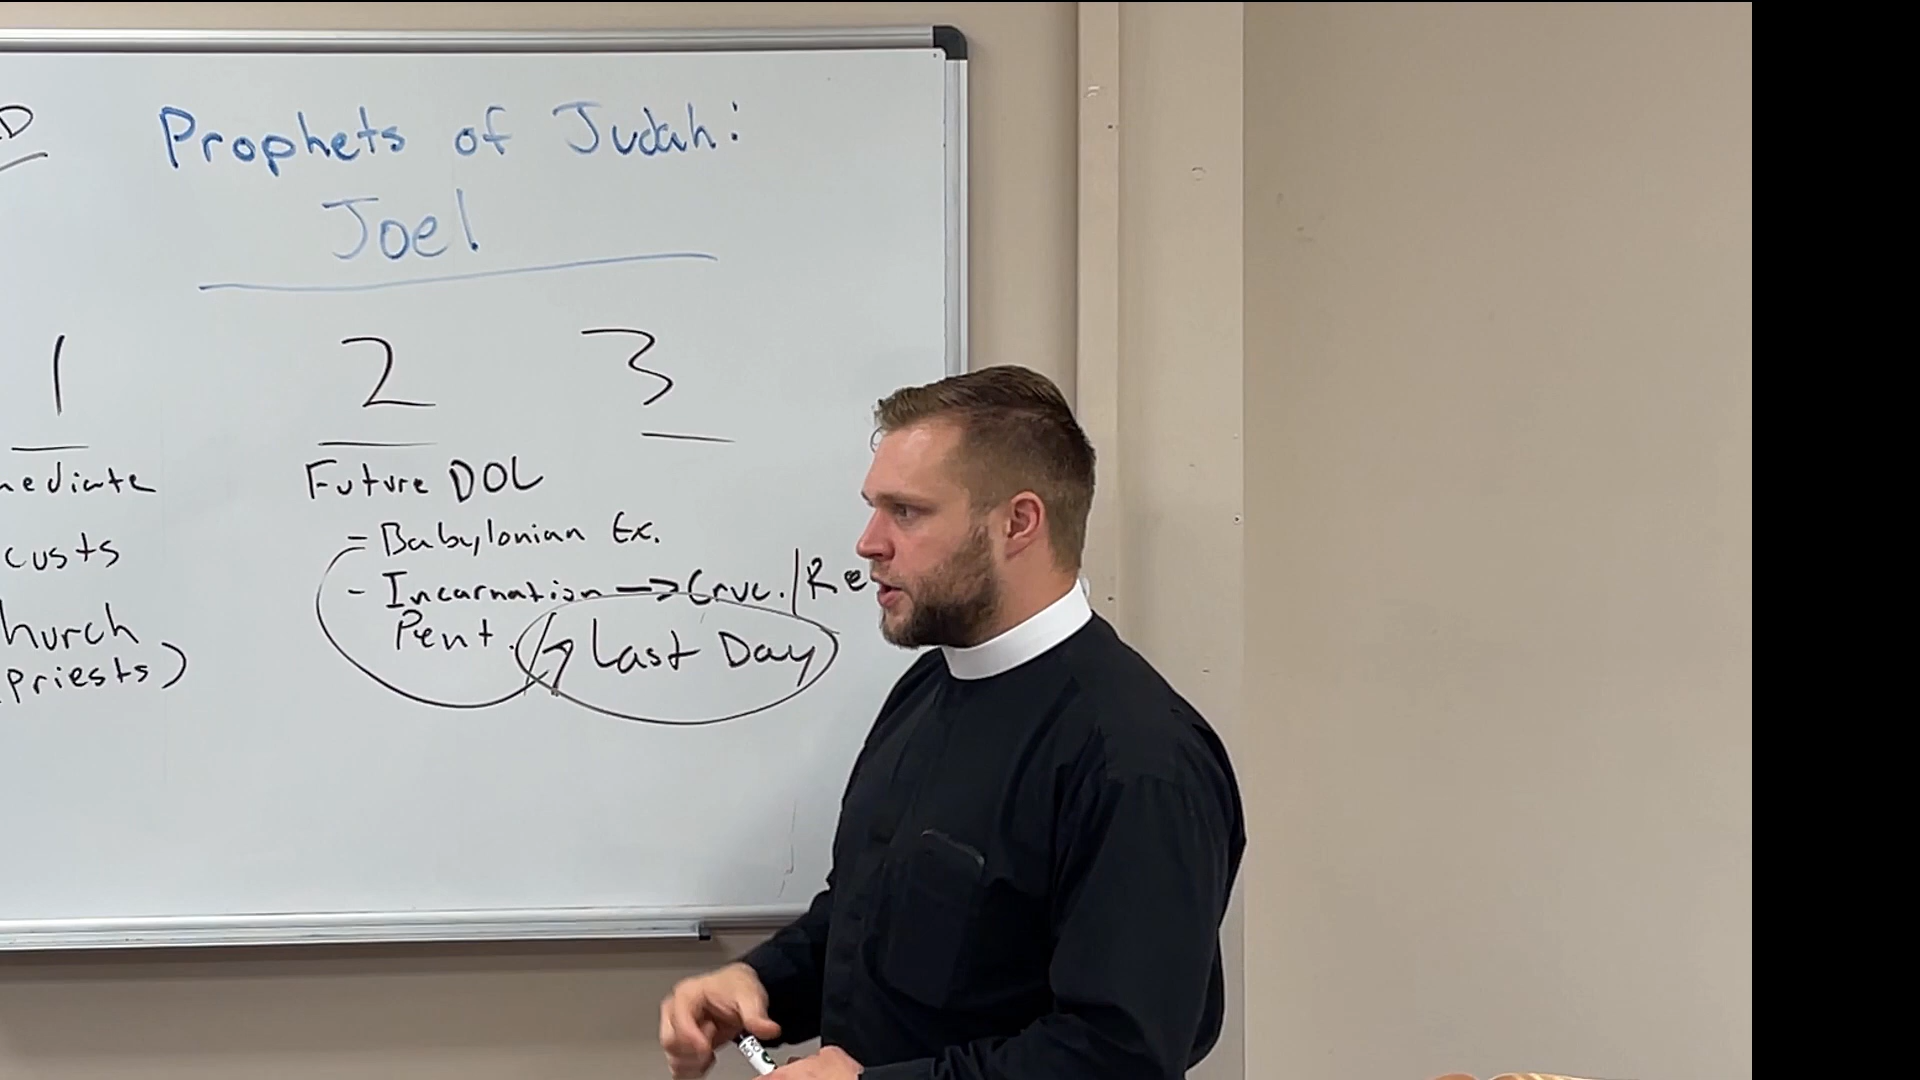 Prophets of Judah:
Joel
1 2 3
Future DOL
= Babylonian Ex.
- Incarnation → Cruc. / Re
Pent. Last Day
mediate
custs
hurch
priests)